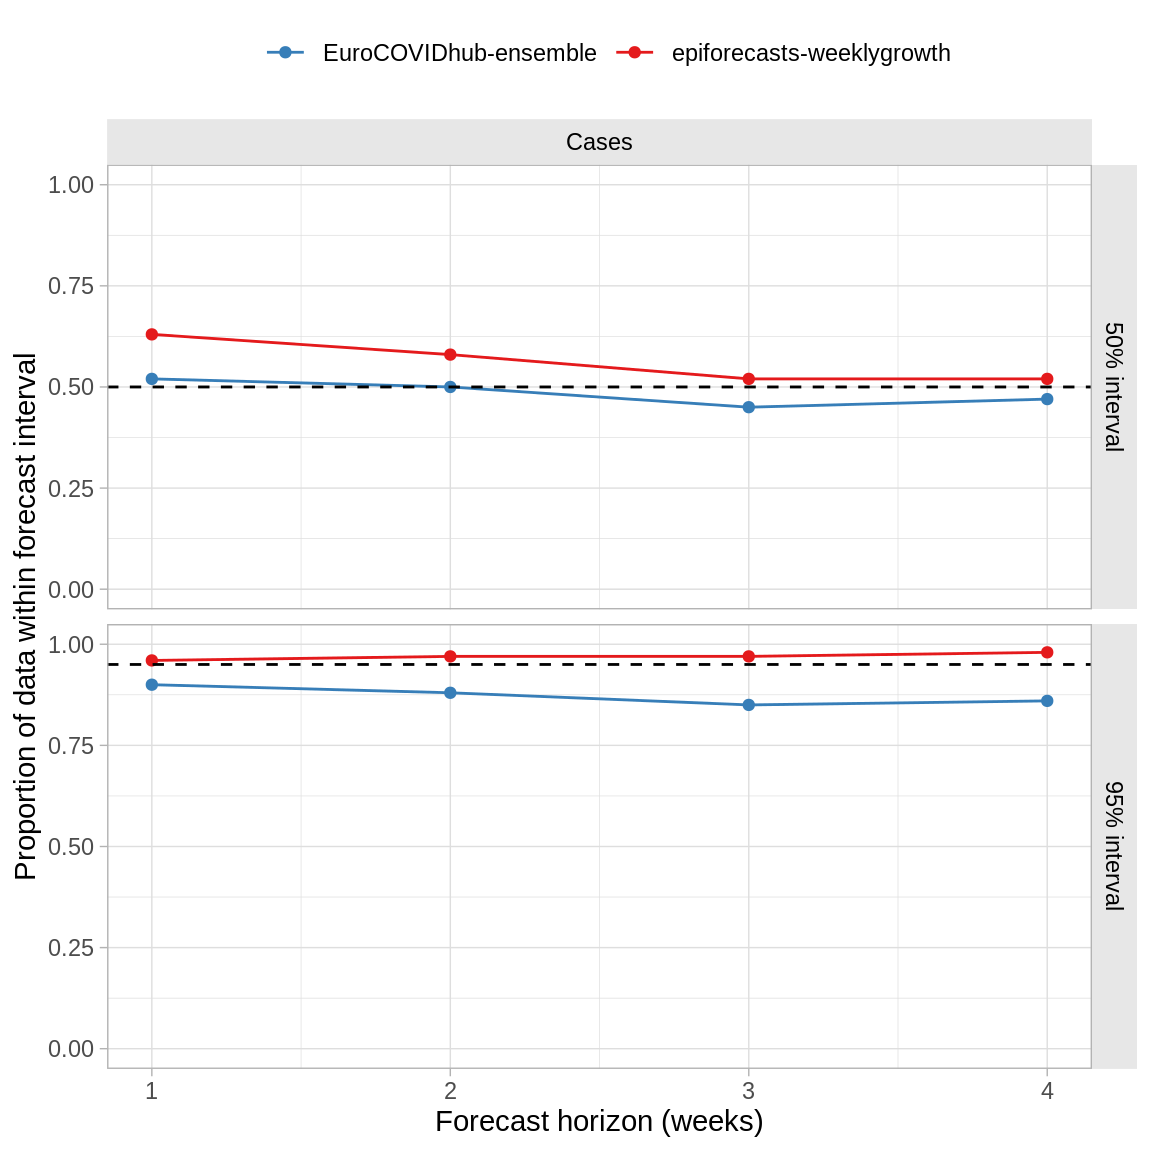 EuroCOVIDhub-ensemble epiforecasts-weeklygrowth
Cases
1.00
0.75
0.50
0.25
0.00
50% interval
1.00
0.75
0.50
0.25
0.00
95% interval
Proportion of data within forecast interval
1 2 3 4
Forecast horizon (weeks)